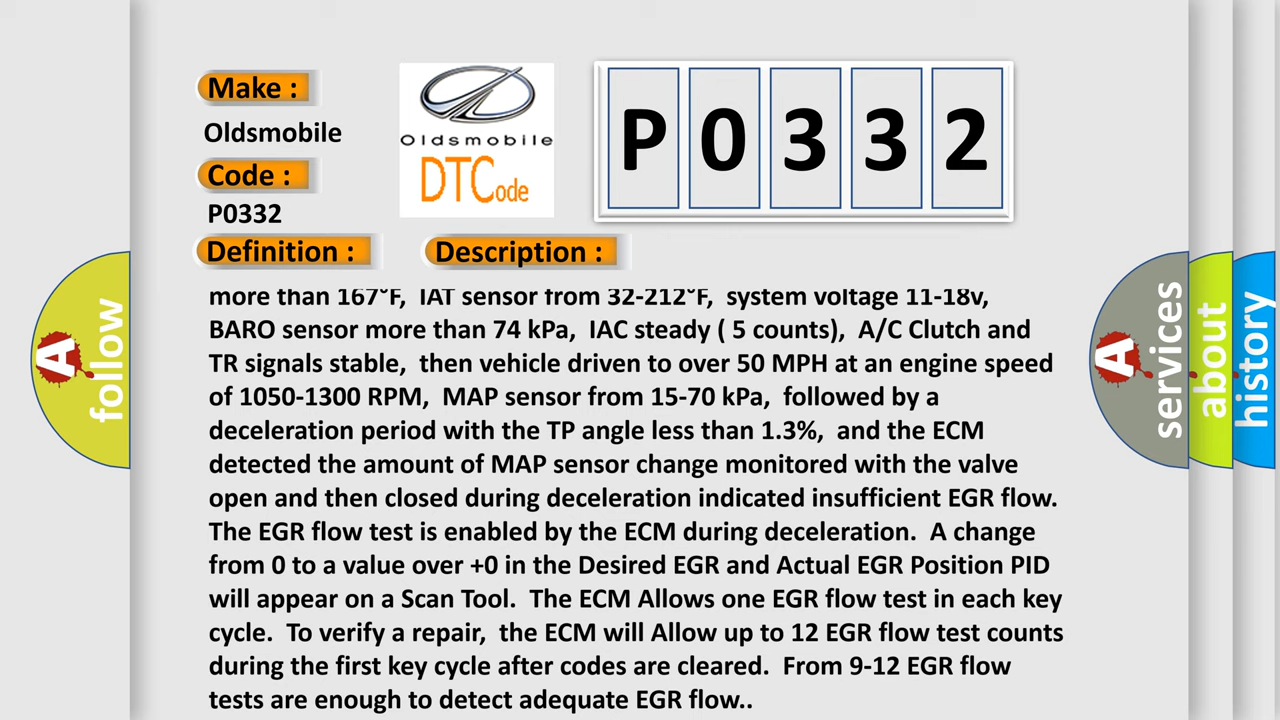 Make :
Oldsmobile
Code :
P0332
Oldsmobile
DTCode
P0332
Definition :
Description :
more than 167°F,  IAT sensor from 32-212°F,  system voltage 11-18v,
BARO sensor more than 74 kPa,  IAC steady ( 5 counts),  A/C Clutch and
TR signals stable,  then vehicle driven to over 50 MPH at an engine speed
of 1050-1300 RPM,  MAP sensor from 15-70 kPa,  followed by a
deceleration period with the TP angle less than 1.3%,  and the ECM
detected the amount of MAP sensor change monitored with the valve
open and then closed during deceleration indicated insufficient EGR flow.
The EGR flow test is enabled by the ECM during deceleration.  A change
from 0 to a value over +0 in the Desired EGR and Actual EGR Position PID
will appear on a Scan Tool.  The ECM Allows one EGR flow test in each key
cycle.  To verify a repair,  the ECM will Allow up to 12 EGR flow test counts
during the first key cycle after codes are cleared.  From 9-12 EGR flow
tests are enough to detect adequate EGR flow..
A
follow
A
services
about
history